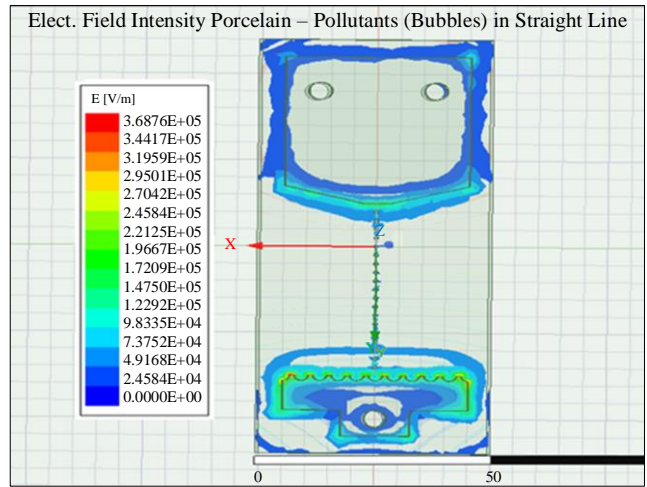 Elect. Field Intensity Porcelain – Pollutants (Bubbles) in Straight Line
E [V/m]
3.6876E+05
3.4417E+05
3.1959E+05
2.9501E+05
2.7042E+05
2.4584E+05
2.2125E+05
1.9667E+05
1.7209E+05
1.4750E+05
1.2292E+05
9.8335E+04
7.3752E+04
4.9168E+04
2.4584E+04
0.0000E+00
Z
X
0 50